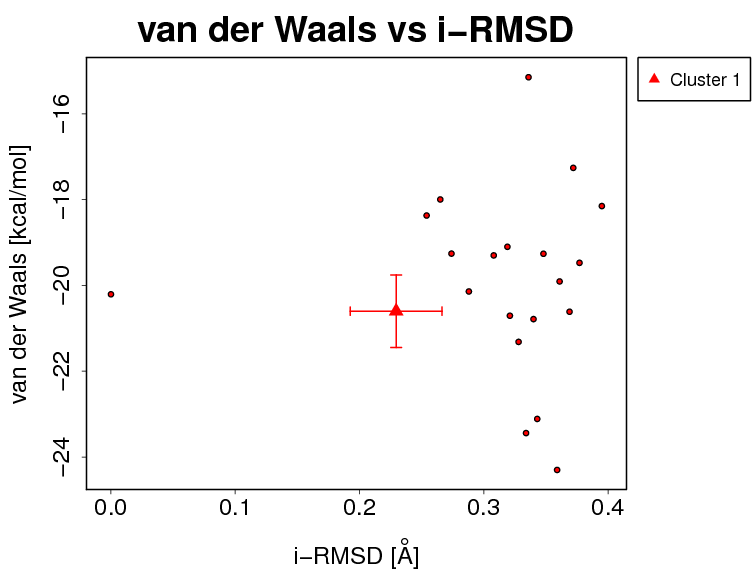 van der Waals vs i−RMSD
Cluster 1
van der Waals [kcal/mol]
−16
−18
−20
−22
−24
0.0 0.1 0.2 0.3 0.4
i−RMSD [Å]